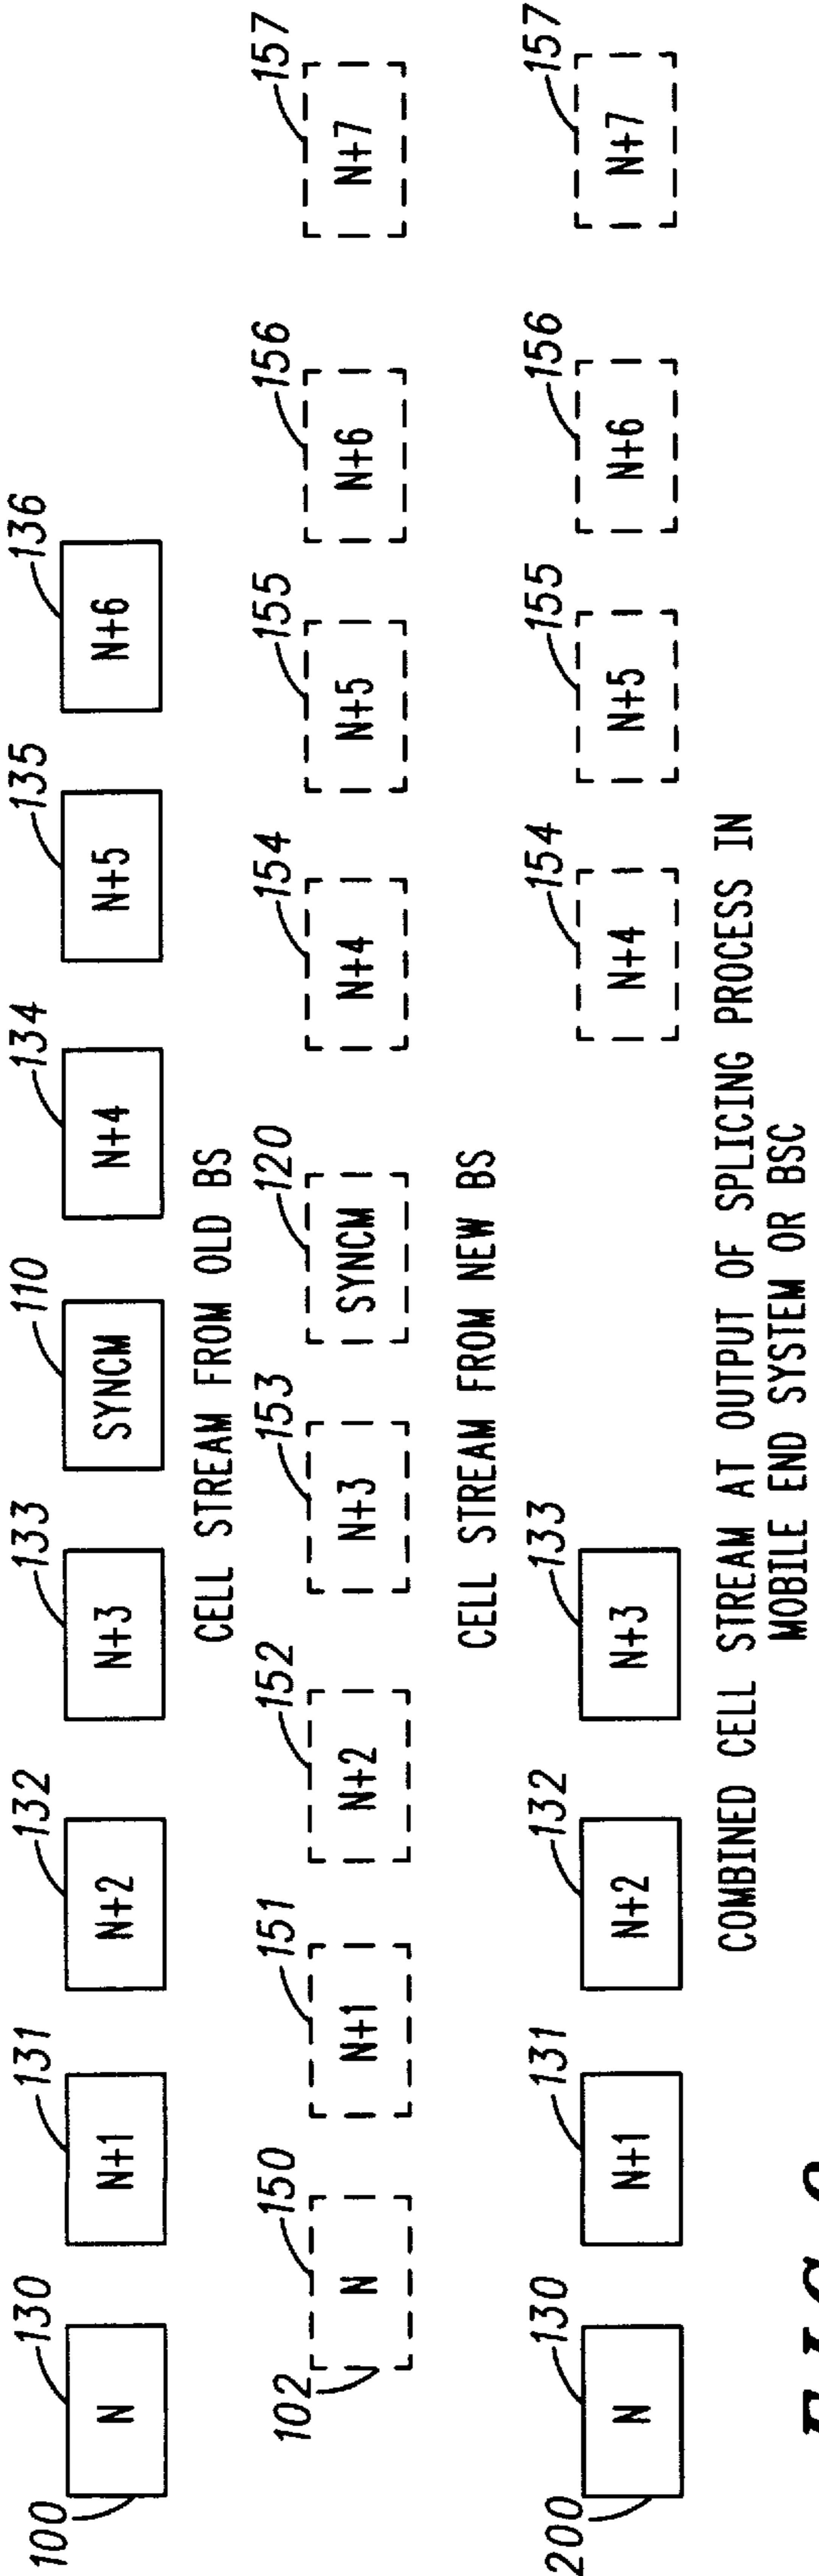 130 131 132 133 110 134 135 136
100 N N+1 N+2 N+3 SYNCM N+4 N+5 N+6
CELL STREAM FROM OLD BS
150 151 152 153 120 154 155 156 157
102 N N+1 N+2 N+3 SYNCM N+4 N+5 N+6 N+7
CELL STREAM FROM NEW BS
130 131 132 133 154 155 156 157
200 N N+1 N+2 N+3 N+4 N+5 N+6 N+7
COMBINED CELL STREAM AT OUTPUT OF SPLICING PROCESS IN
MOBILE END SYSTEM OR BSC